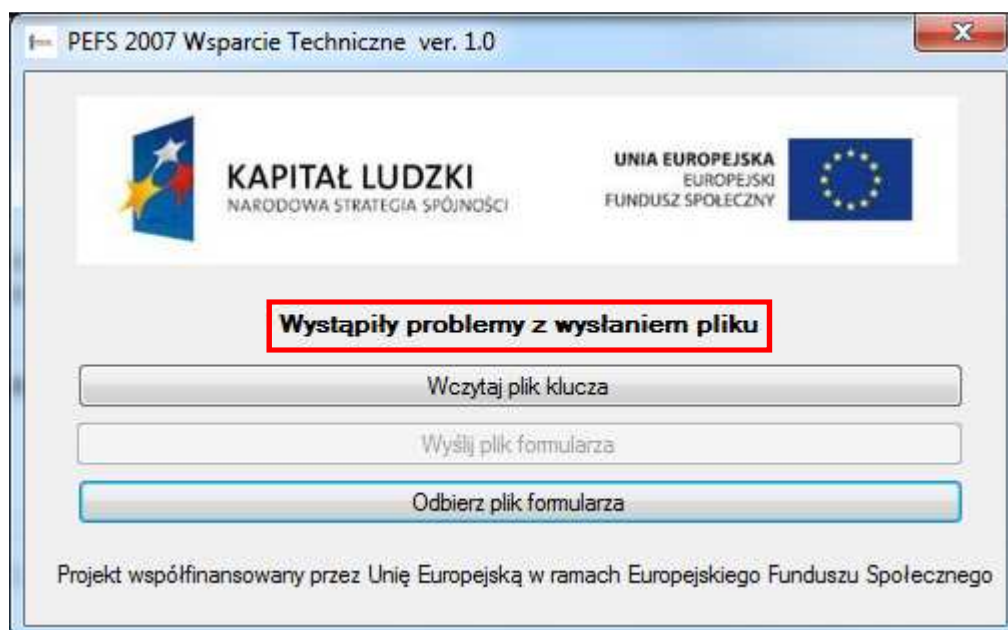 PEFS 2007 Wsparcie Techniczne ver. 1.0
KAPITAŁ LUDZKI
NARODOWA STRATEGIA SPÓJNOŚCI
UNIA EUROPEJSKA
EUROPEJSKI
FUNDUSZ SPOŁECZNY
Wystąpiły problemy z wysłaniem pliku
Wczytaj plik klucza
Wyślij plik formularza
Odbierz plik formularza
Projekt współfinansowany przez Unię Europejską w ramach Europejskiego Funduszu Społecznego